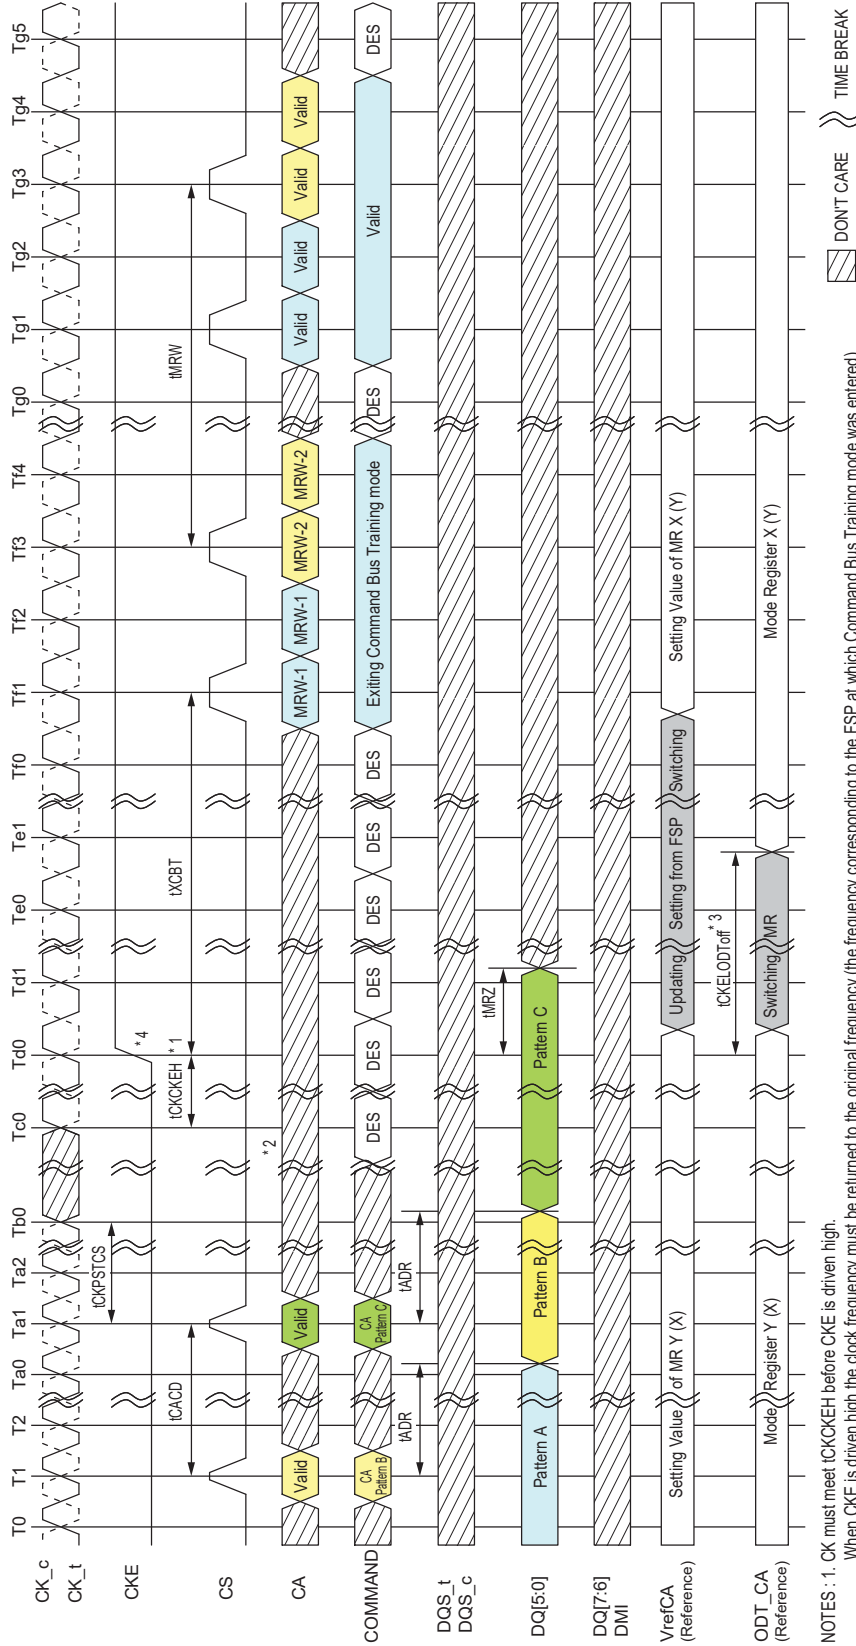 T0 T1 T2 Ta0 Ta1 Ta2 Tb0 Tc0 Td0 Td1 Te0 Te1 Tf0 Tf1 Tf2 Tf3 Tf4 Tg0 Tg1 Tg2 Tg3 Tg4 Tg5
CK_c
CK_t
tCKPSTCS
CKE
*4
tCKCKEH *1
tXCBT
tMRW
tCACD
CS
*2
CA
Valid Valid MRW-1 MRW-1 MRW-2 MRW-2 Valid Valid Valid Valid
COMMAND
CA Pattern B
CA Pattern C
DES DES DES DES DES DES Exiting Command Bus Training mode DES Valid DES
tADR tADR
DQS_t
DQS_c
tMRZ
DQ[5:0]
Pattern A Pattern B Pattern C
DQ[7:6]
DMI
VrefCA
(Reference)
Setting Value of MR Y (X) Updating Setting from FSP Switching Setting Value of MR X (Y)
tCKELODToff *3
ODT_CA
(Reference)
Mode Register Y (X) Switching MR Mode Register X (Y)
DON'T CARE TIME BREAK
NOTES : 1. CK must meet tCKCKEH before CKE is driven high.
When CKE is driven high the clock frequency must be returned to the original frequency (the frequency corresponding to the FSP at which Command Bus Training mode was entered)